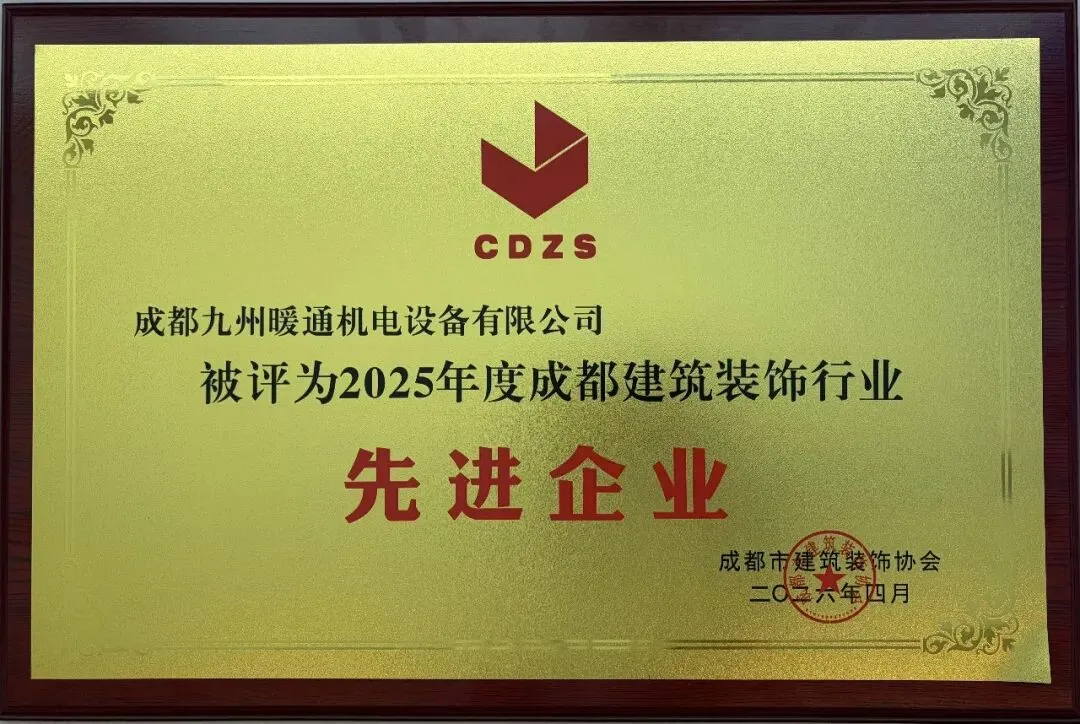 CDZS
成都九州暖通机电设备有限公司
被评为2025年度成都建筑装饰行业
先进企业
成都市建筑装饰协会
二〇二六年四月